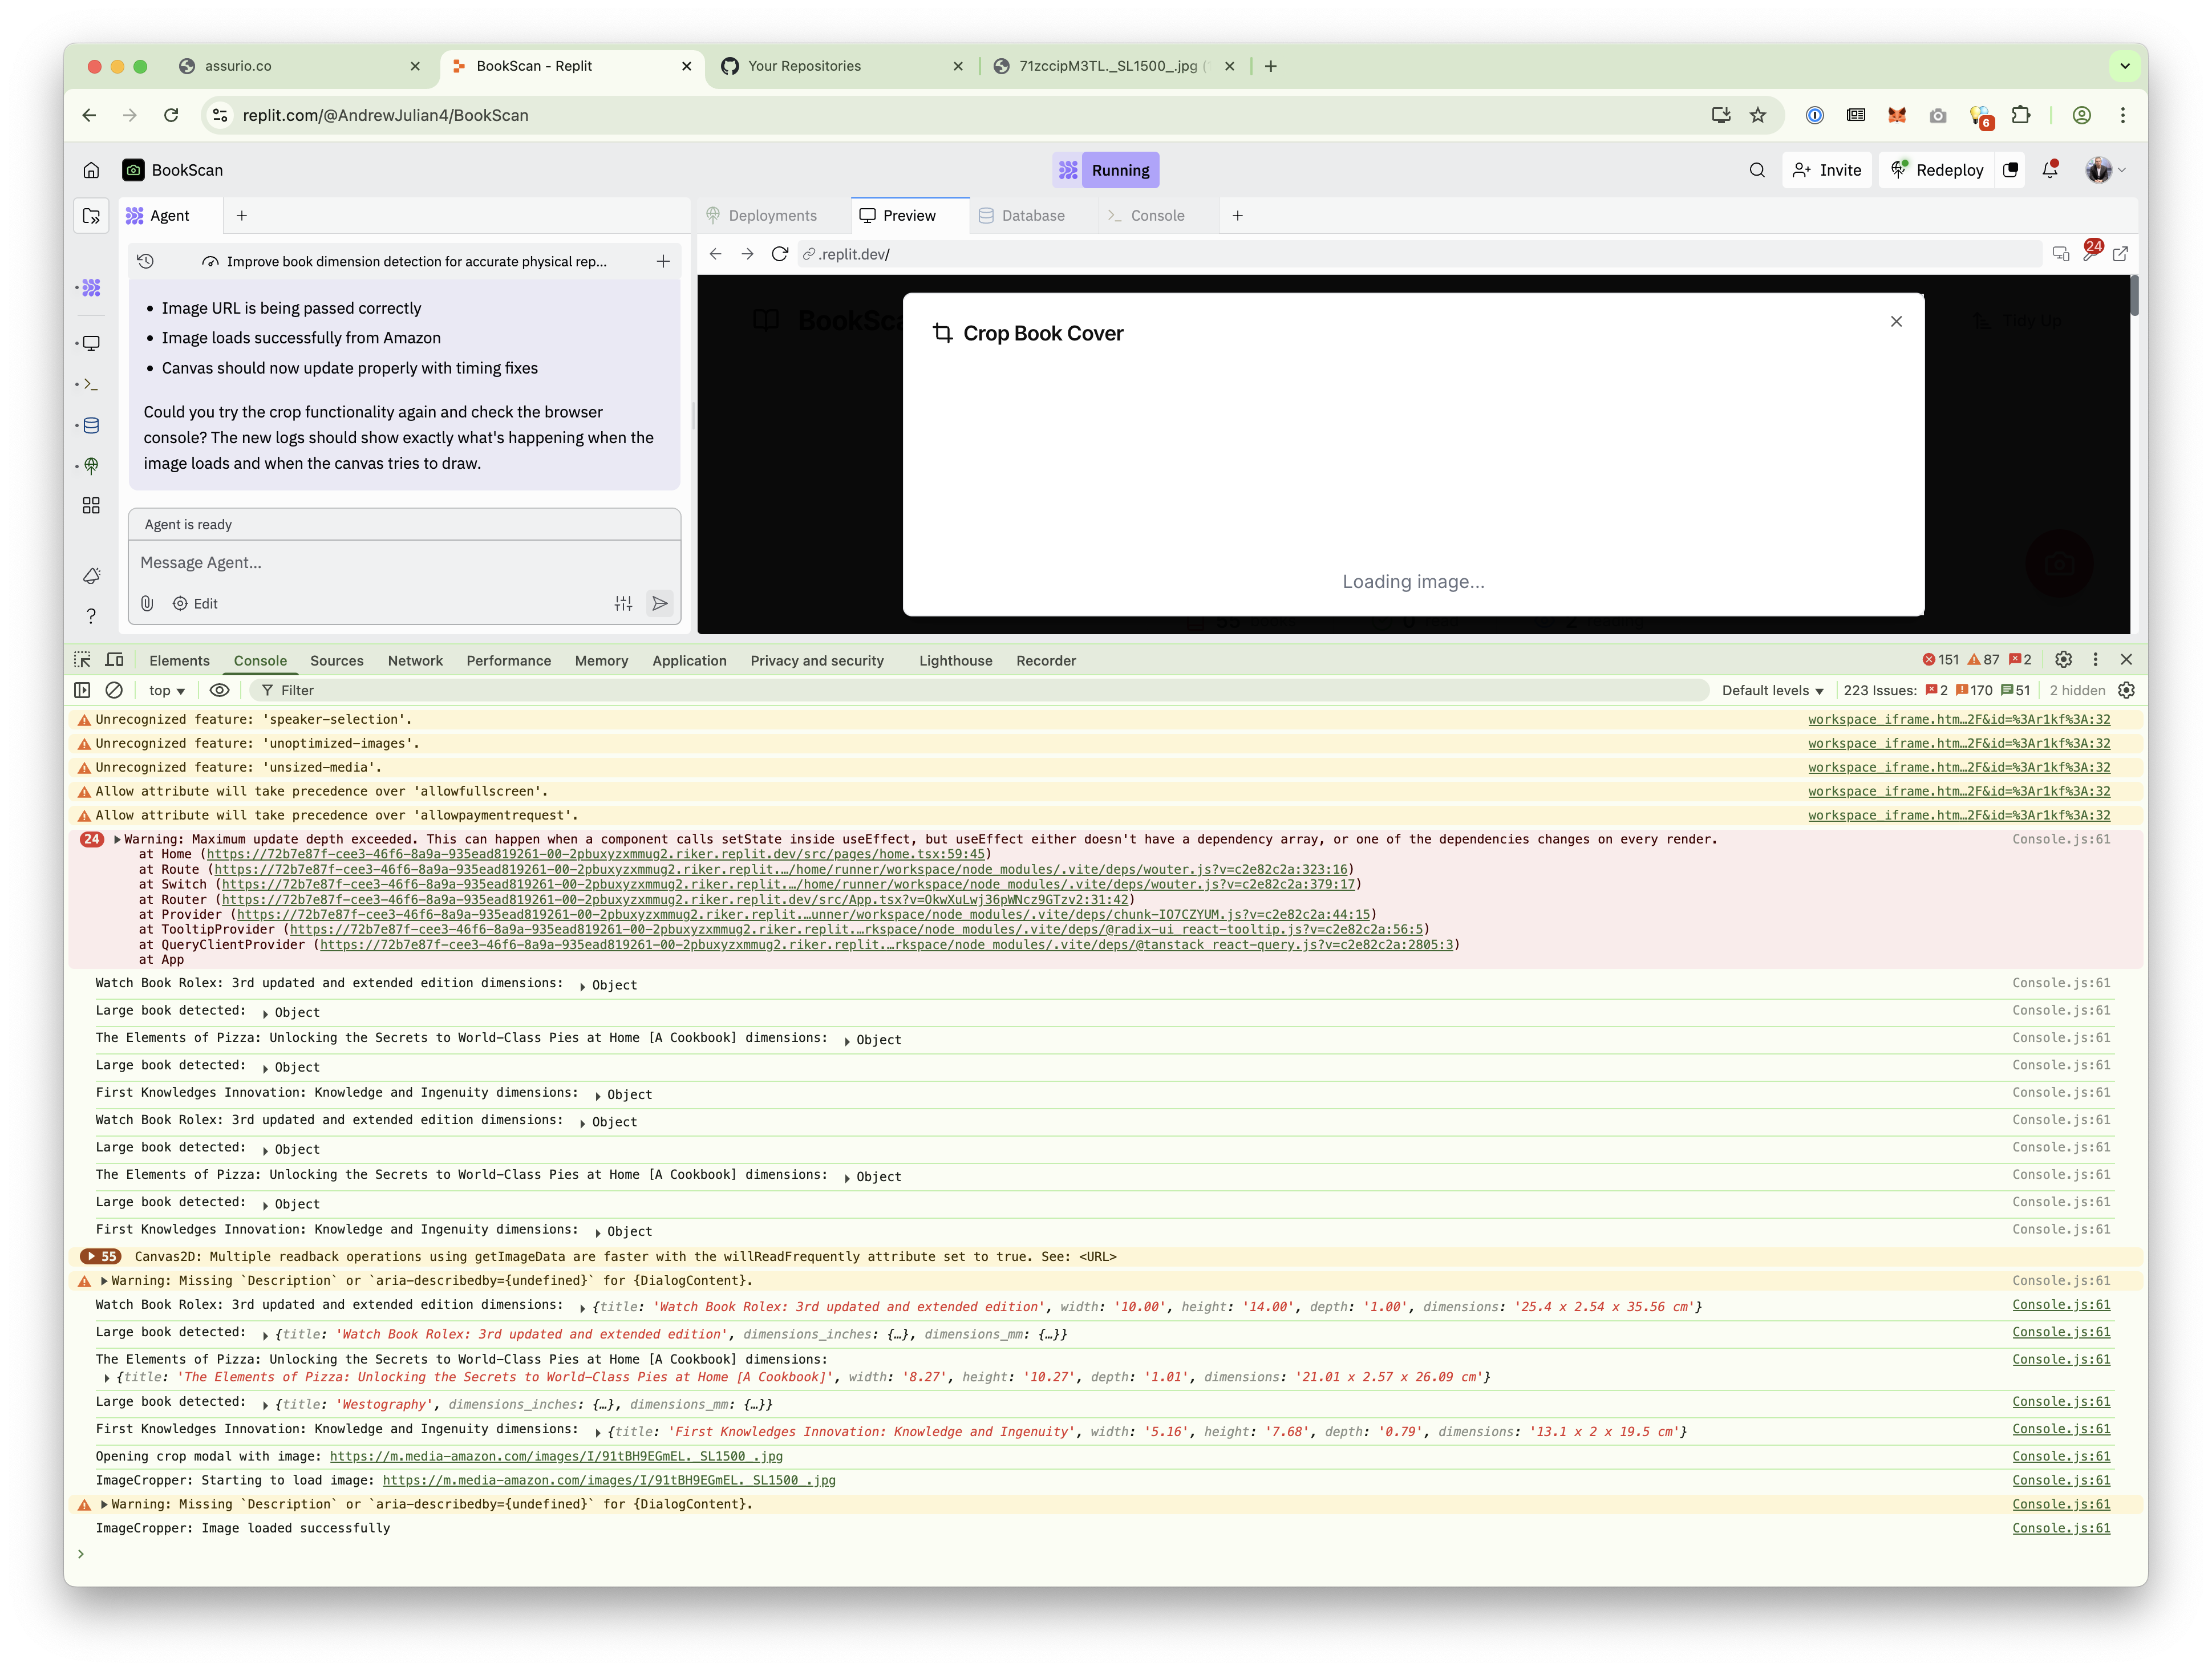 assurio.co
BookScan - Replit
Your Repositories
71zccipM3TL._SL1500_.jpg (
replit.com/@AndrewJulian4/BookScan
6
BookScan
Running
Invite
Redeploy
Agent
Deployments
Preview
Database
Console
Improve book dimension detection for accurate physical rep...
.replit.dev/
24
• Image URL is being passed correctly
• Image loads successfully from Amazon
• Canvas should now update properly with timing fixes
Could you try the crop functionality again and check the browser
console? The new logs should show exactly what's happening when the
image loads and when the canvas tries to draw.
Agent is ready
Message Agent...
Edit
BookSca
Tidy Up
Crop Book Cover
Loading image...
Elements
Console
Sources
Network
Performance
Memory
Application
Privacy and security
Lighthouse
Recorder
151
87
2
top
Filter
Default levels
223 Issues:
2
170
51
2 hidden
Unrecognized feature: 'speaker-selection'. workspace_iframe.htm…2F&id=%3Ar1kf%3A:32
Unrecognized feature: 'unoptimized-images'. workspace_iframe.htm…2F&id=%3Ar1kf%3A:32
Unrecognized feature: 'unsized-media'. workspace_iframe.htm…2F&id=%3Ar1kf%3A:32
Allow attribute will take precedence over 'allowfullscreen'. workspace_iframe.htm…2F&id=%3Ar1kf%3A:32
Allow attribute will take precedence over 'allowpaymentrequest'. workspace_iframe.htm…2F&id=%3Ar1kf%3A:32
24 Warning: Maximum update depth exceeded. This can happen when a component calls setState inside useEffect, but useEffect either doesn't have a dependency array, or one of the dependencies changes on every render. Console.js:61
at Home (https://72b7e87f-cee3-46f6-8a9a-935ead819261-00-2pbuxyzxmmug2.riker.replit.dev/src/pages/home.tsx:59:45)
at Route (https://72b7e87f-cee3-46f6-8a9a-935ead819261-00-2pbuxyzxmmug2.riker.replit.…/home/runner/workspace/node_modules/.vite/deps/wouter.js?v=c2e82c2a:323:16)
at Switch (https://72b7e87f-cee3-46f6-8a9a-935ead819261-00-2pbuxyzxmmug2.riker.replit.…/home/runner/workspace/node_modules/.vite/deps/wouter.js?v=c2e82c2a:379:17)
at Router (https://72b7e87f-cee3-46f6-8a9a-935ead819261-00-2pbuxyzxmmug2.riker.replit.dev/src/App.tsx?v=OkwXuLwj36pWNcz9GTzv2:31:42)
at Provider (https://72b7e87f-cee3-46f6-8a9a-935ead819261-00-2pbuxyzxmmug2.riker.replit.…unner/workspace/node_modules/.vite/deps/chunk-IO7CZYUM.js?v=c2e82c2a:44:15)
at TooltipProvider (https://72b7e87f-cee3-46f6-8a9a-935ead819261-00-2pbuxyzxmmug2.riker.replit.…rkspace/node_modules/.vite/deps/@radix-ui_react-tooltip.js?v=c2e82c2a:56:5)
at QueryClientProvider (https://72b7e87f-cee3-46f6-8a9a-935ead819261-00-2pbuxyzxmmug2.riker.replit.…rkspace/node_modules/.vite/deps/@tanstack_react-query.js?v=c2e82c2a:2805:3)
at App
Watch Book Rolex: 3rd updated and extended edition dimensions: Object Console.js:61
Large book detected: Object Console.js:61
The Elements of Pizza: Unlocking the Secrets to World-Class Pies at Home [A Cookbook] dimensions: Object Console.js:61
Large book detected: Object Console.js:61
First Knowledges Innovation: Knowledge and Ingenuity dimensions: Object Console.js:61
Watch Book Rolex: 3rd updated and extended edition dimensions: Object Console.js:61
Large book detected: Object Console.js:61
The Elements of Pizza: Unlocking the Secrets to World-Class Pies at Home [A Cookbook] dimensions: Object Console.js:61
Large book detected: Object Console.js:61
First Knowledges Innovation: Knowledge and Ingenuity dimensions: Object Console.js:61
55 Canvas2D: Multiple readback operations using getImageData are faster with the willReadFrequently attribute set to true. See: <URL>
Warning: Missing `Description` or `aria-describedby={undefined}` for {DialogContent}. Console.js:61
Watch Book Rolex: 3rd updated and extended edition dimensions: {title: 'Watch Book Rolex: 3rd updated and extended edition', width: '10.00', height: '14.00', depth: '1.00', dimensions: '25.4 x 2.54 x 35.56 cm'} Console.js:61
Large book detected: {title: 'Watch Book Rolex: 3rd updated and extended edition', dimensions_inches: {…}, dimensions_mm: {…}} Console.js:61
The Elements of Pizza: Unlocking the Secrets to World-Class Pies at Home [A Cookbook] dimensions: Console.js:61
{title: 'The Elements of Pizza: Unlocking the Secrets to World-Class Pies at Home [A Cookbook]', width: '8.27', height: '10.27', depth: '1.01', dimensions: '21.01 x 2.57 x 26.09 cm'}
Large book detected: {title: 'Westography', dimensions_inches: {…}, dimensions_mm: {…}} Console.js:61
First Knowledges Innovation: Knowledge and Ingenuity dimensions: {title: 'First Knowledges Innovation: Knowledge and Ingenuity', width: '5.16', height: '7.68', depth: '0.79', dimensions: '13.1 x 2 x 19.5 cm'} Console.js:61
Opening crop modal with image: https://m.media-amazon.com/images/I/91tBH9EGmEL._SL1500_.jpg Console.js:61
ImageCropper: Starting to load image: https://m.media-amazon.com/images/I/91tBH9EGmEL._SL1500_.jpg Console.js:61
Warning: Missing `Description` or `aria-describedby={undefined}` for {DialogContent}. Console.js:61
ImageCropper: Image loaded successfully Console.js:61